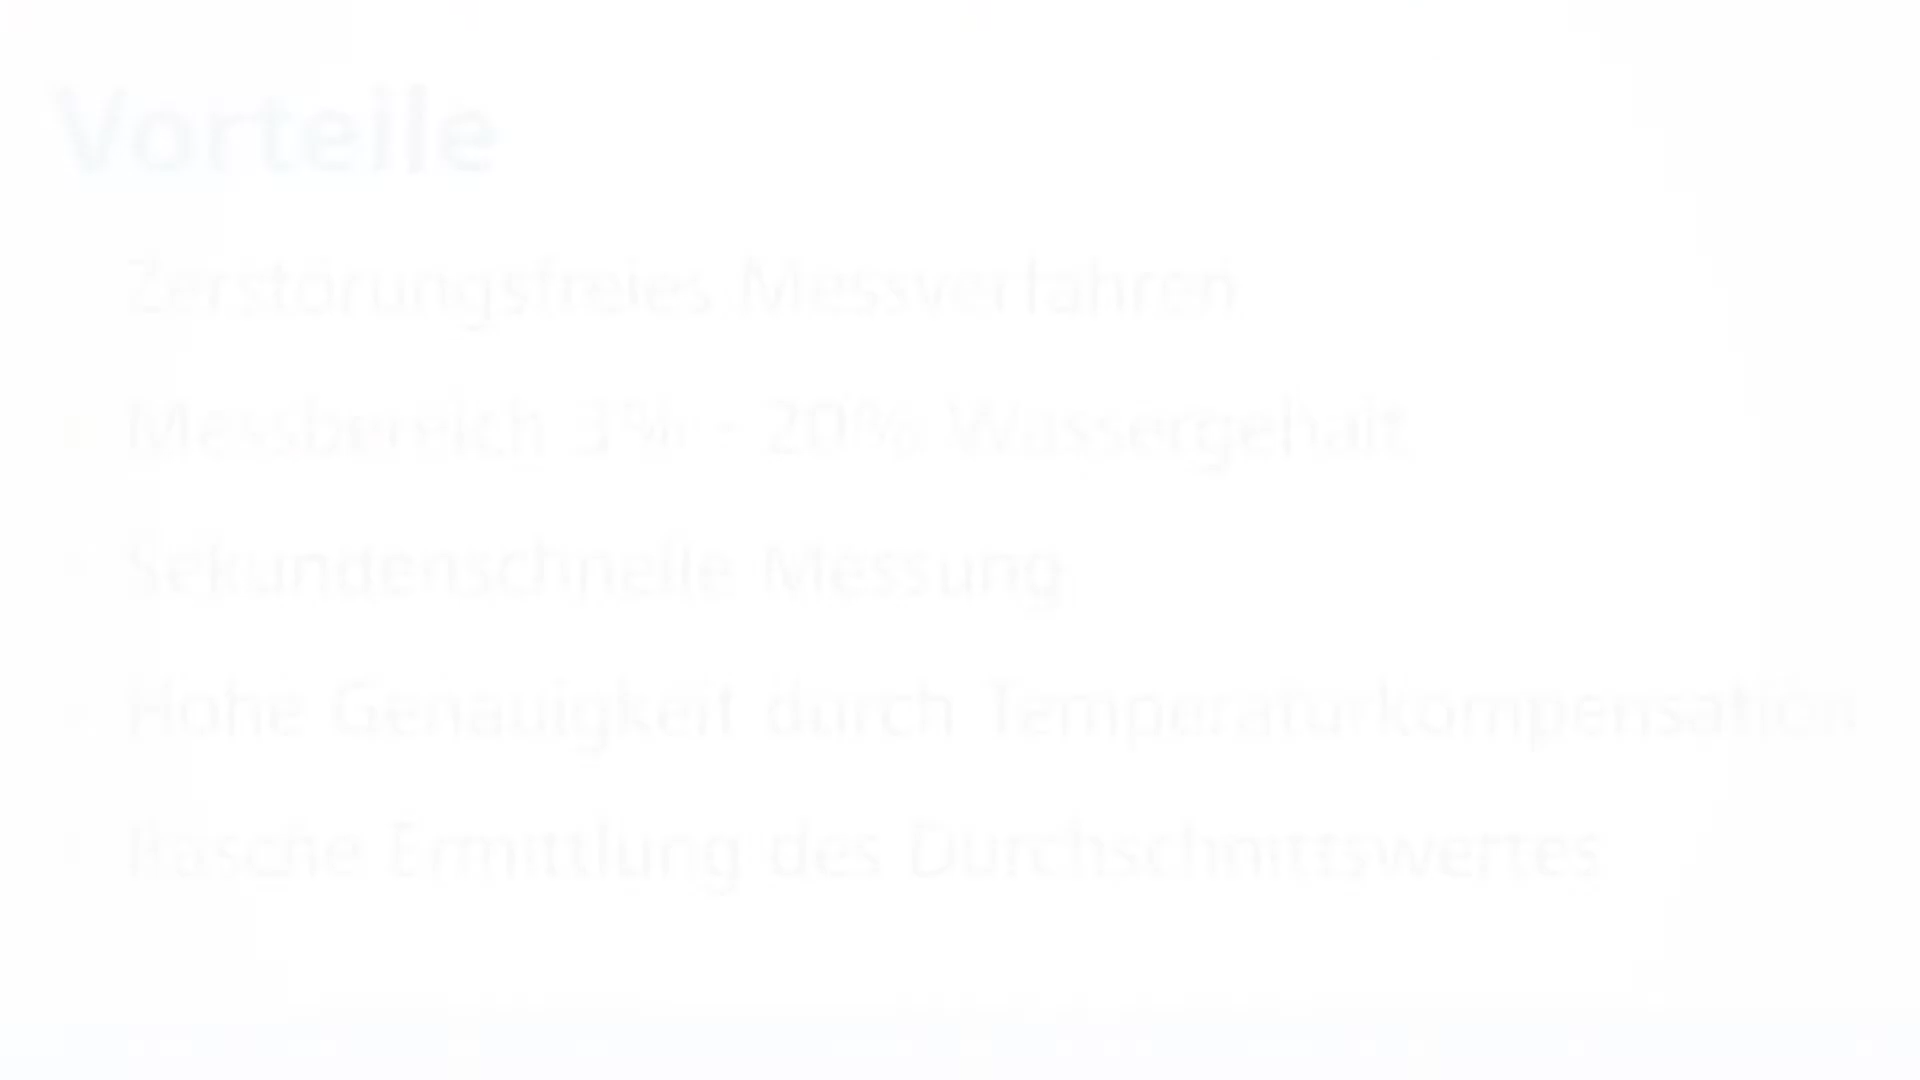 Vorteile
Zerstörungsfreies Messverfahren
Messbereich 3% - 20% Wassergehalt
Sekundenschnelle Messung
Hohe Genauigkeit durch Temperaturkompensation
Rasche Ermittlung des Durchschnittswertes